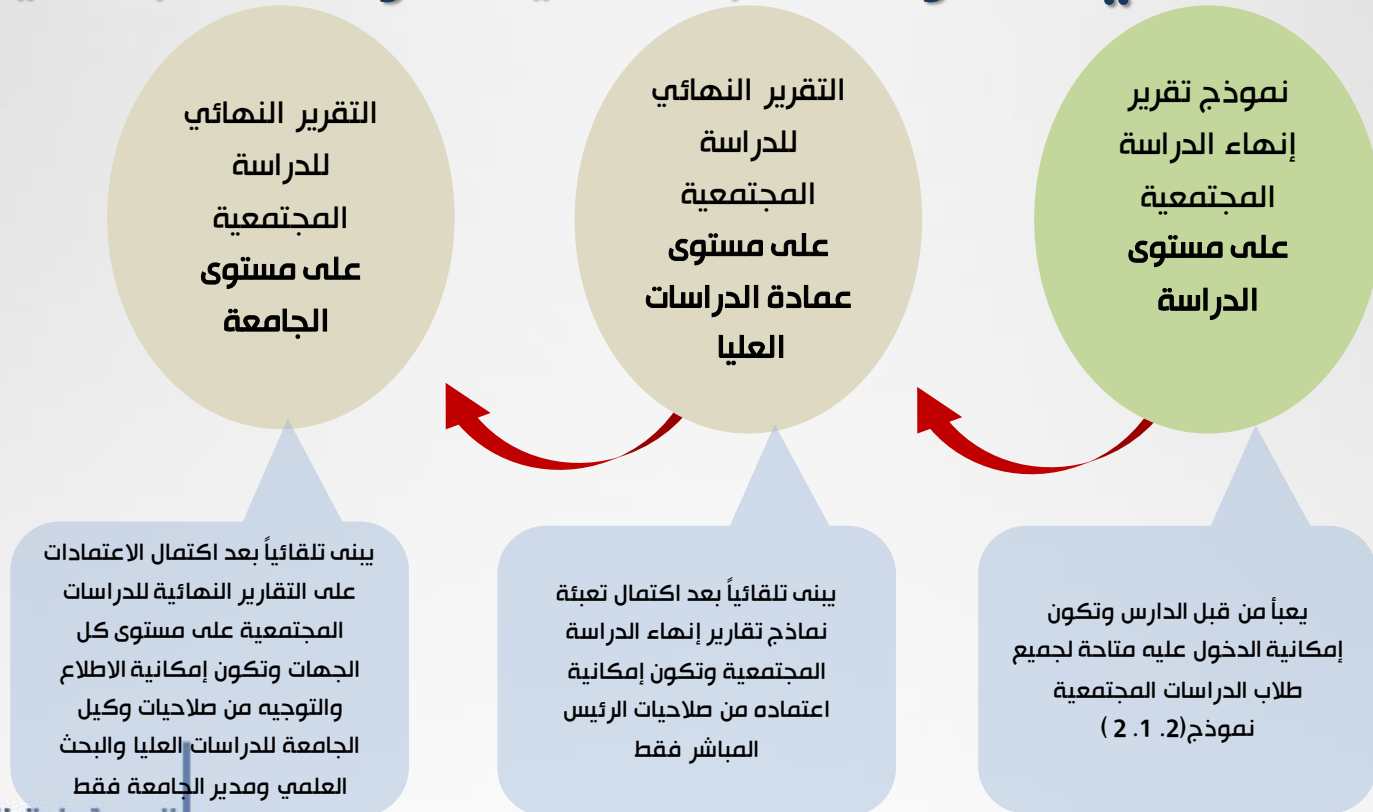 نموذج تقرير
إنهاء الدراسة
المجتمعية
على مستوى
الدراسة
التقرير النهائي
للدراسة
المجتمعية
على مستوى
عمادة الدراسات
العليا
التقرير النهائي
للدراسة
المجتمعية
على مستوى
الجامعة
يعبأ من قبل الدارس وتكون
إمكانية الدخول عليه متاحة لجميع
طلاب الدراسات المجتمعية
نموذج(2. 1. 2 )
يبنى تلقائياً بعد اكتمال تعبئة
نماذج تقارير إنهاء الدراسة
المجتمعية وتكون إمكانية
اعتماده من صلاحيات الرئيس
المباشر فقط
يبنى تلقائياً بعد اكتمال الاعتمادات
على التقارير النهائية للدراسات
المجتمعية على مستوى كل
الجهات وتكون إمكانية الاطلاع
والتوجيه من صلاحيات وكيل
الجامعة للدراسات العليا والبحث
العلمي ومدير الجامعة فقط